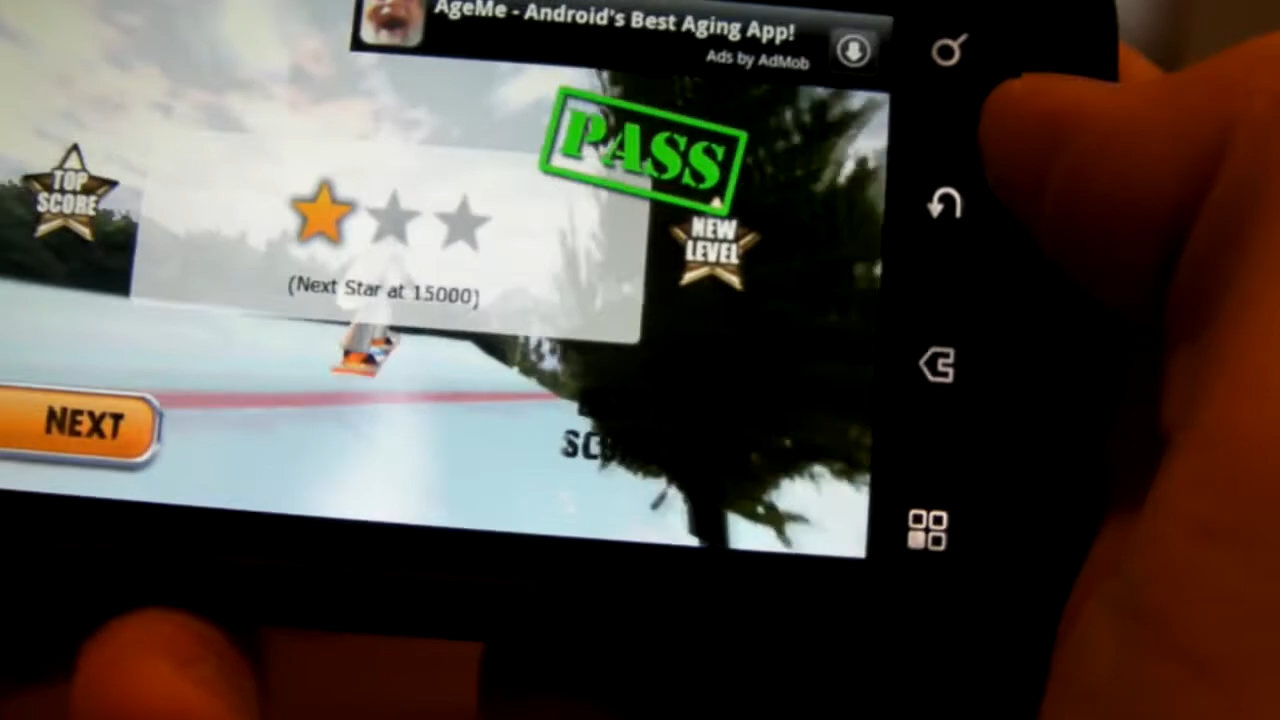 AgeMe - Android's Best Aging App!
Ads by AdMob
PASS
TOP
SCORE
NEW
LEVEL
(Next Star at 15000)
NEXT